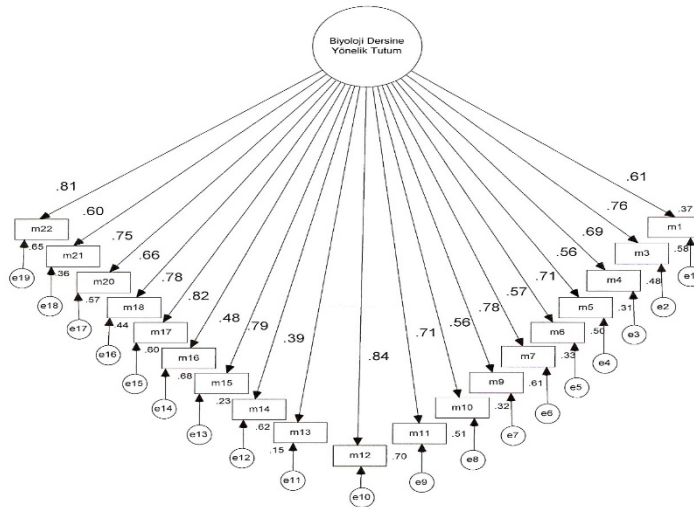 Biyoloji Dersine
Yönelik Tutum
.81
.60
.75
.66
.78
.82
.48
.79
.39
.84
.71
.56
.78
.57
.71
.56
.69
.76
.61
m22
m21
m20
m18
m17
m16
m15
m14
m13
m12
m11
m10
m9
m7
m6
m5
m4
m3
m1
.65
.36
.57
.44
.60
.68
.23
.62
.15
.70
.51
.32
.61
.33
.50
.31
.48
.58
.37
e19
e18
e17
e16
e15
e14
e13
e12
e11
e10
e9
e8
e7
e6
e5
e4
e3
e2
e1